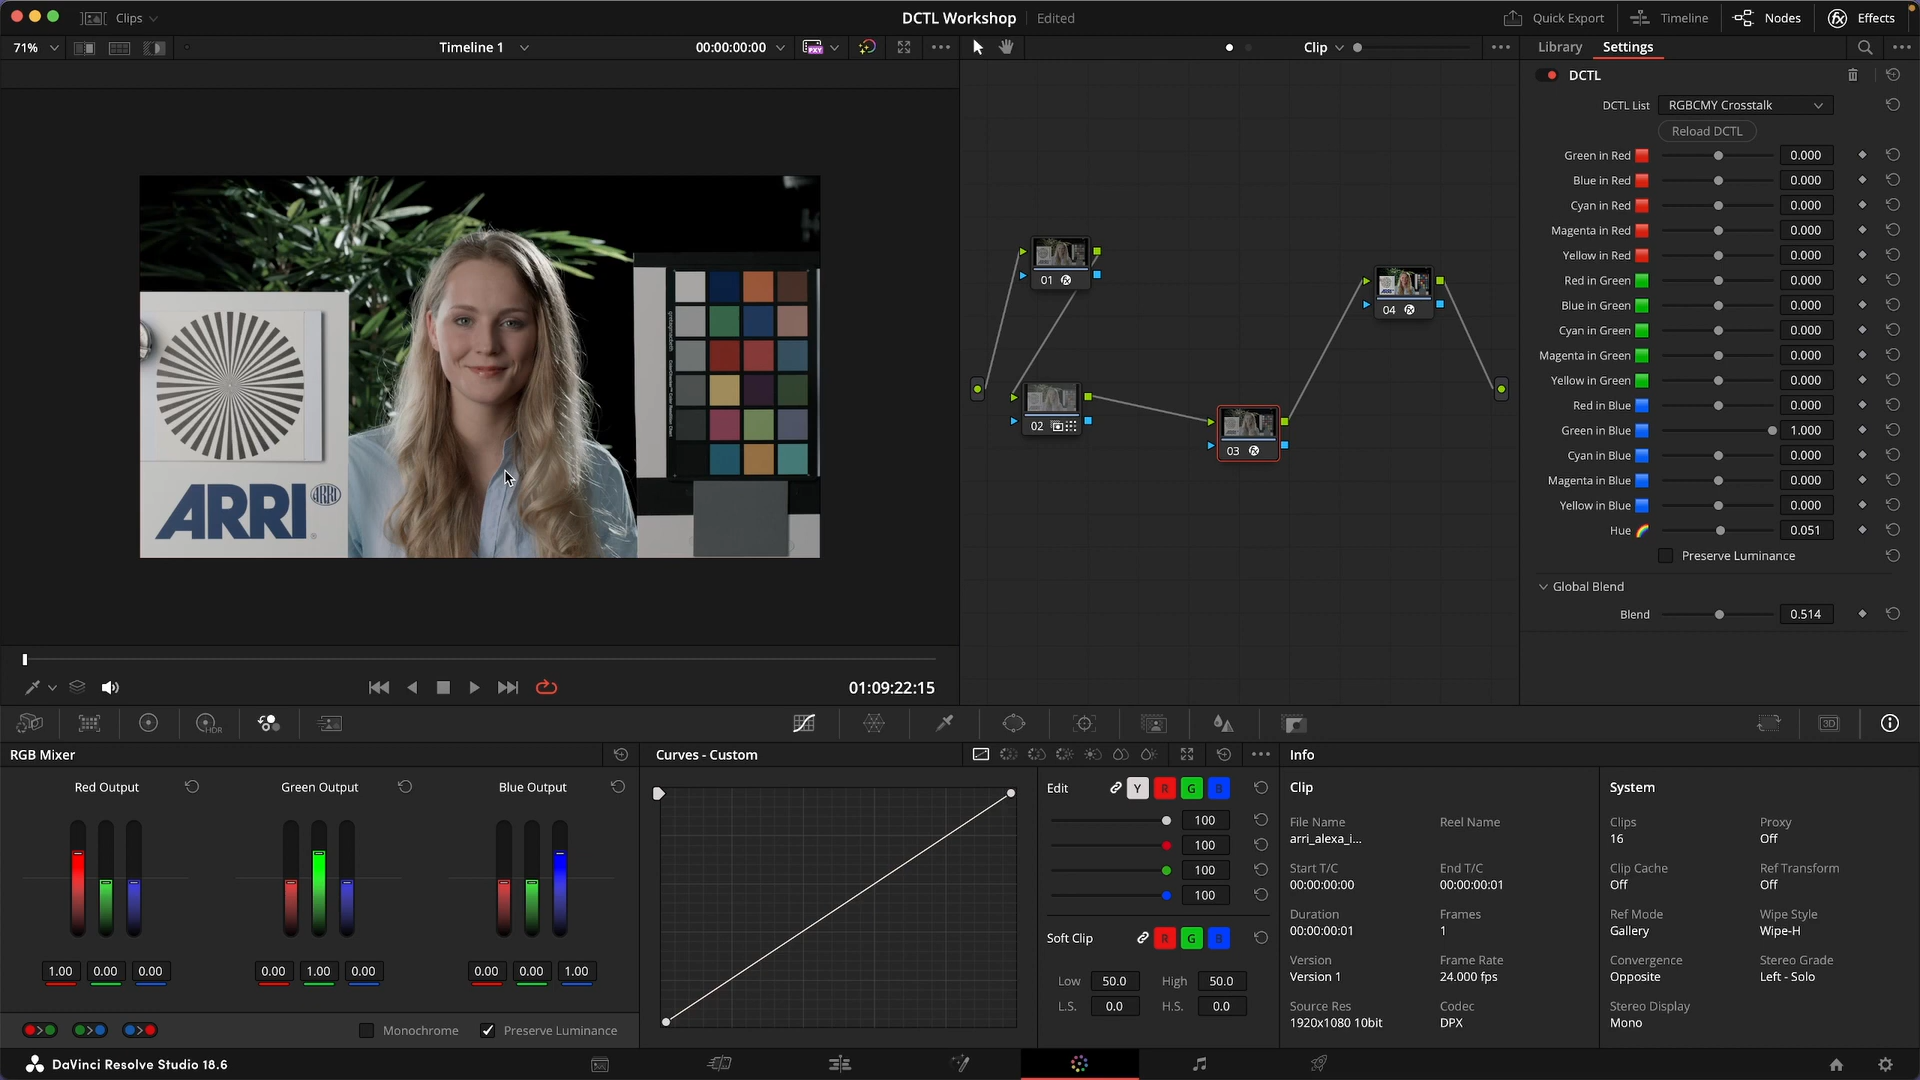 Clips
DCTL Workshop
Edited
Quick Export
Timeline
Nodes
Effects
71%
Timeline 1
00:00:00:00
PXY
Clip
Library
Settings
DCTL
DCTL List
RGBCMY Crosstalk
Reload DCTL
Green in Red
0.000
Blue in Red
0.000
Cyan in Red
0.000
Magenta in Red
0.000
Yellow in Red
0.000
Red in Green
0.000
Blue in Green
0.000
Cyan in Green
0.000
Magenta in Green
0.000
Yellow in Green
0.000
Red in Blue
0.000
Green in Blue
1.000
Cyan in Blue
0.000
Magenta in Blue
0.000
Yellow in Blue
0.000
Hue
0.051
Preserve Luminance
Global Blend
Blend
0.514
ARRI
ARRI
01
02
03
04
01:09:22:15
HDR
3D
RGB Mixer
Red Output
Green Output
Blue Output
1.00 0.00 0.00
0.00 1.00 0.00
0.00 0.00 1.00
Monochrome
Preserve Luminance
Curves - Custom
Edit
Y
R
G
B
100
100
100
100
Soft Clip
R
G
B
Low 50.0
High 50.0
L.S. 0.0
H.S. 0.0
Info
Clip
File Name
arri_alexa_i...
Reel Name
Start T/C
00:00:00:00
End T/C
00:00:00:01
Duration
00:00:00:01
Frames
1
Version
Version 1
Frame Rate
24.000 fps
Source Res
1920x1080 10bit
Codec
DPX
System
Clips
16
Proxy
Off
Clip Cache
Off
Ref Transform
Off
Ref Mode
Gallery
Wipe Style
Wipe-H
Convergence
Opposite
Stereo Grade
Left - Solo
Stereo Display
Mono
DaVinci Resolve Studio 18.6